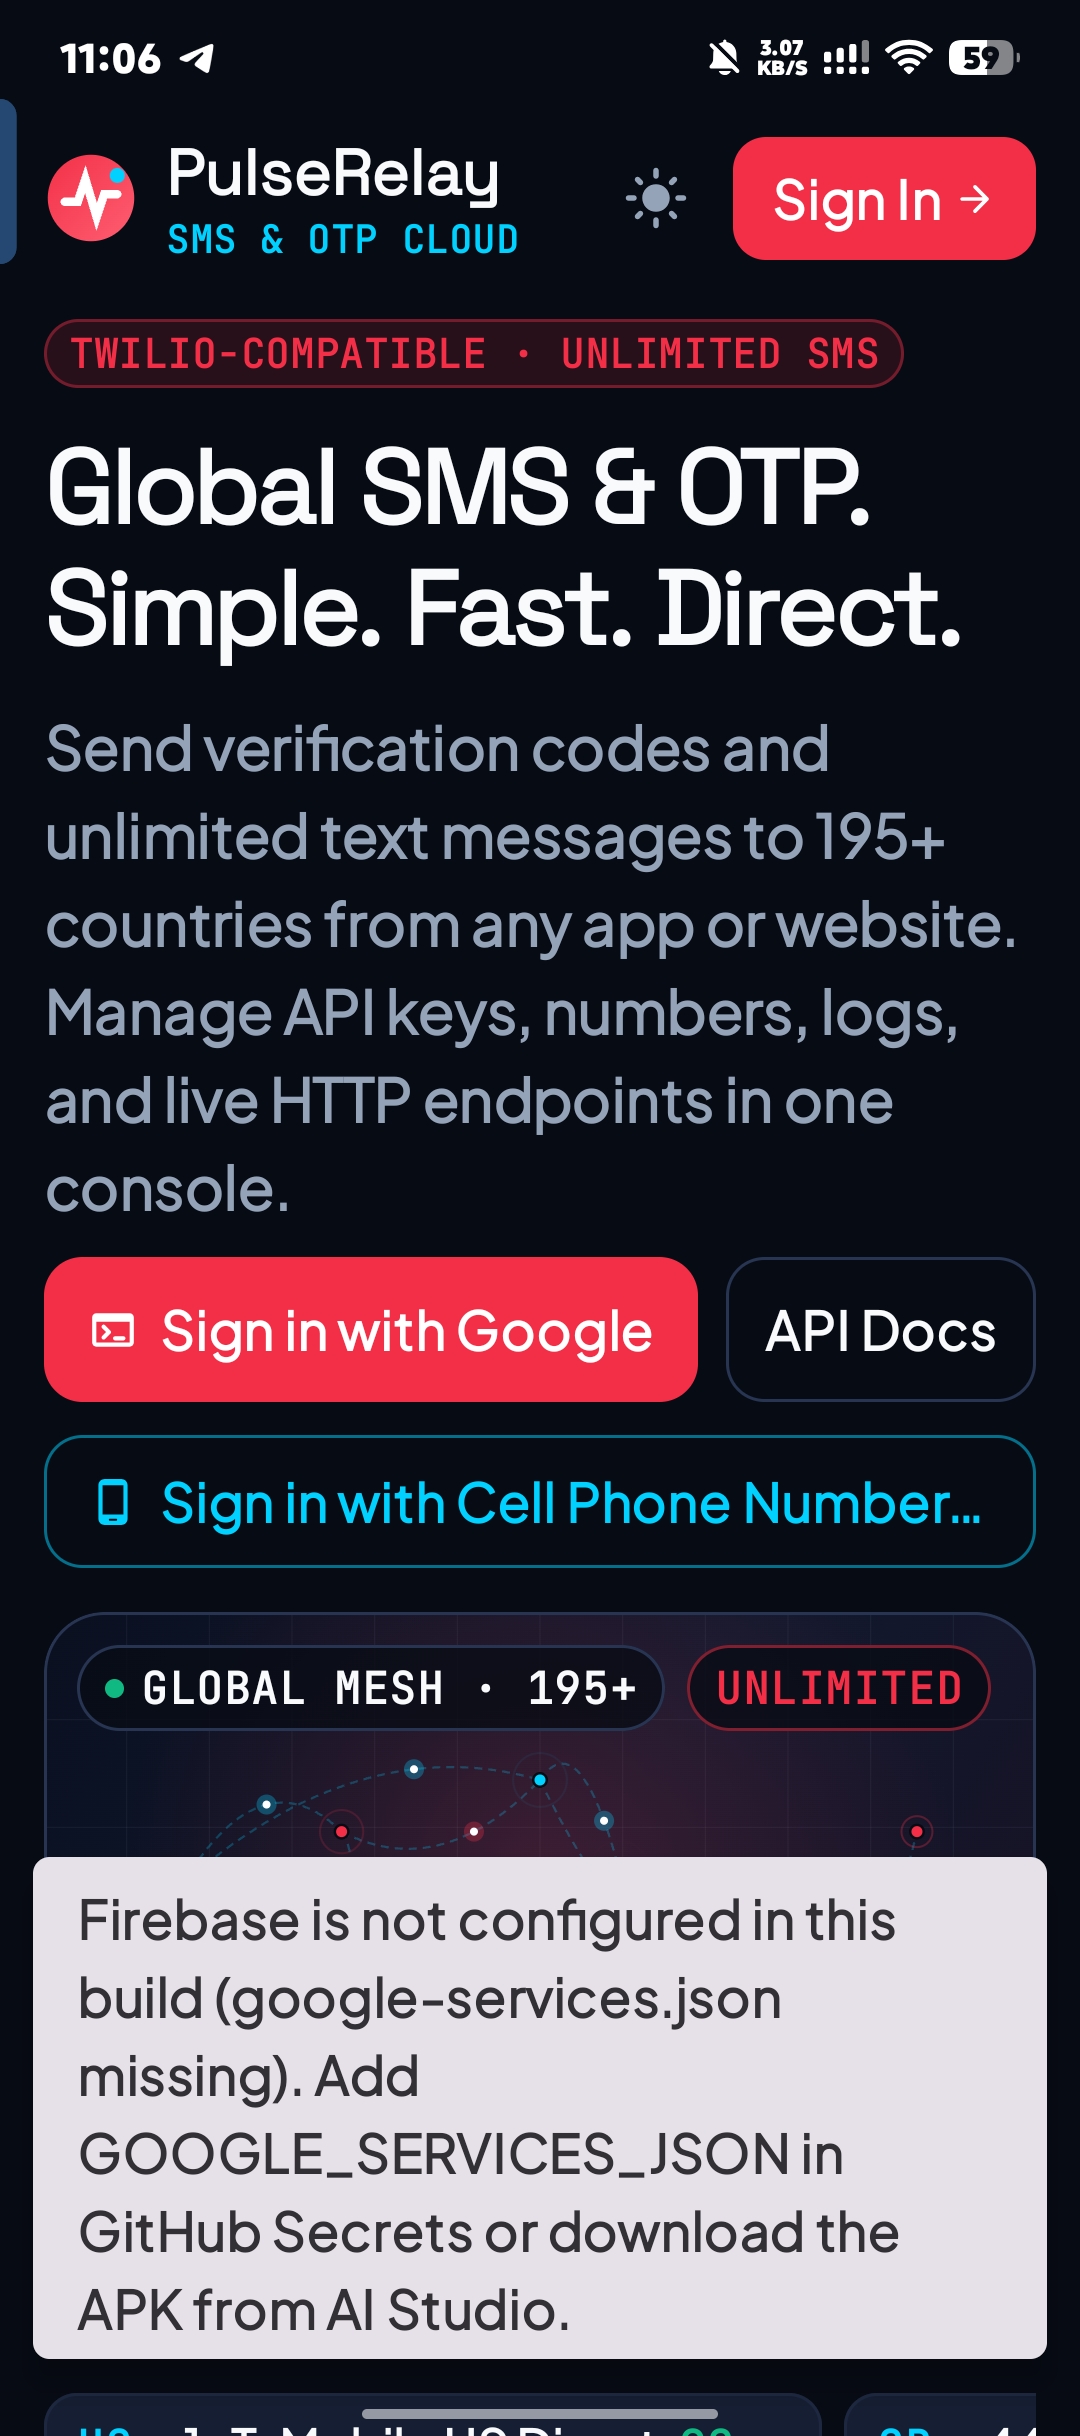 11:06
3.07
KB/S
59
PulseRelay
SMS & OTP CLOUD
Sign In →
TWILIO-COMPATIBLE · UNLIMITED SMS
Global SMS & OTP.
Simple. Fast. Direct.
Send verification codes and
unlimited text messages to 195+
countries from any app or website.
Manage API keys, numbers, logs,
and live HTTP endpoints in one
console.
Sign in with Google
API Docs
Sign in with Cell Phone Number...
GLOBAL MESH · 195+
UNLIMITED
Firebase is not configured in this
build (google-services.json
missing). Add
GOOGLE_SERVICES_JSON in
GitHub Secrets or download the
APK from AI Studio.